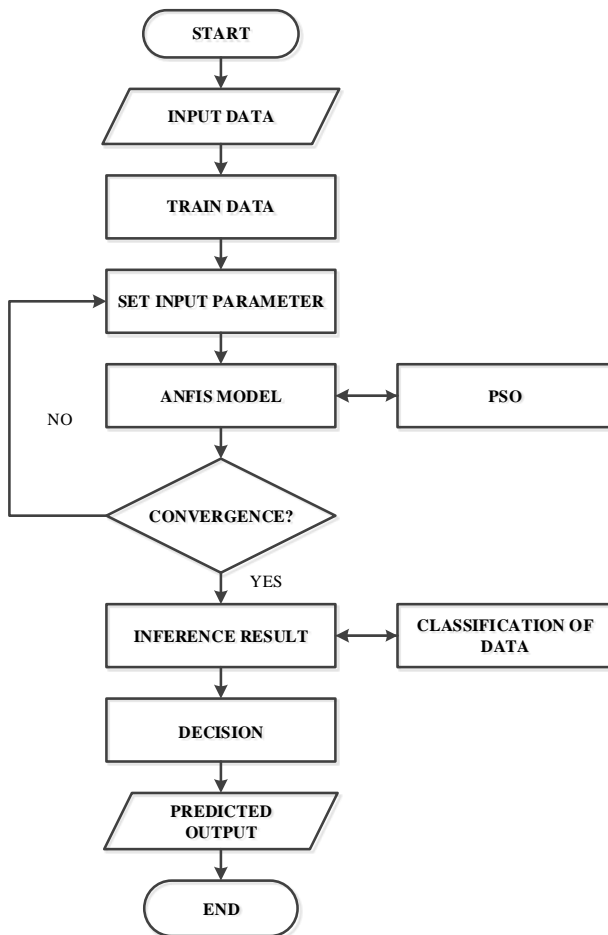 START
INPUT DATA
TRAIN DATA
SET INPUT PARAMETER
ANFIS MODEL
PSO
NO
CONVERGENCE?
YES
INFERENCE RESULT
CLASSIFICATION OF
DATA
DECISION
PREDICTED
OUTPUT
END